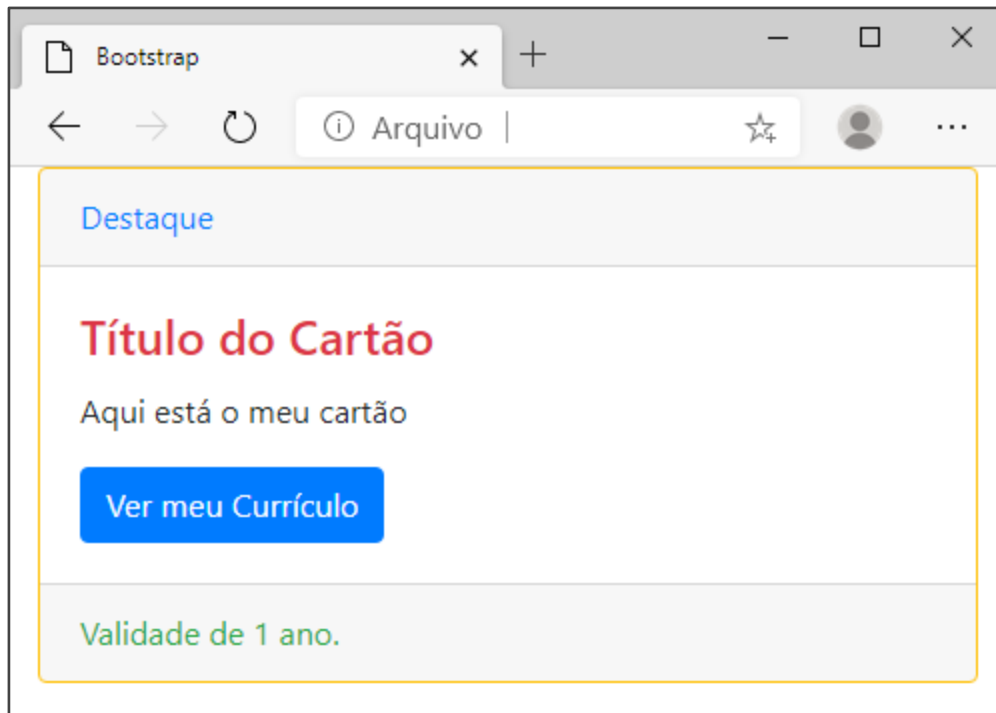 Bootstrap
Arquivo
Destaque
Título do Cartão
Aqui está o meu cartão
Ver meu Currículo
Validade de 1 ano.